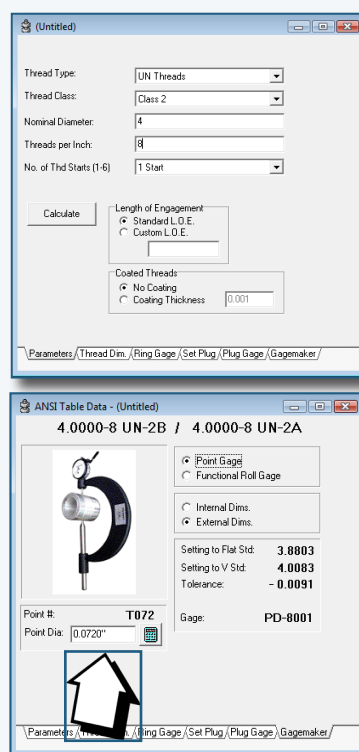 (Untitled)
Thread Type: UN Threads
Thread Class: Class 2
Nominal Diameter: 4
Threads per Inch: 8
No. of Thd Starts (1-6) 1 Start
Calculate
Length of Engagement
Standard L.O.E.
Custom L.O.E.
Coated Threads
No Coating
Coating Thickness 0.001
Parameters Thread Dim. Ring Gage Set Plug Plug Gage Gagemaker
ANSI Table Data - (Untitled)
4.0000-8 UN-2B / 4.0000-8 UN-2A
Point Gage
Functional Roll Gage
Internal Dims.
External Dims.
Setting to Flat Std: 3.8803
Setting to V Std: 4.0083
Tolerance: - 0.0091
Gage: PD-8001
Point #: T072
Point Dia: 0.0720"
Parameters Ring Gage Set Plug Plug Gage Gagemaker